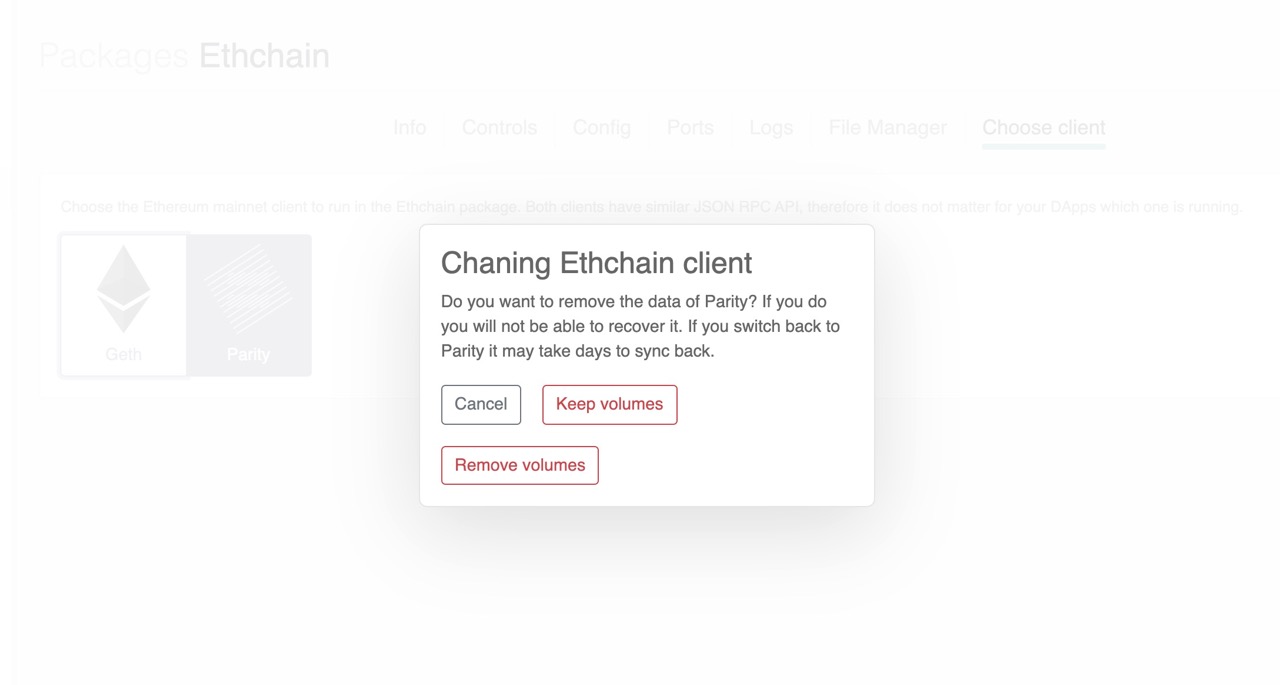 Packages Ethchain
Info Controls Config Ports Logs File Manager Choose client
Choose the Ethereum mainnet client to run in the Ethchain package. Both clients have similar JSON RPC API, therefore it does not matter for your DApps which one is running.
Geth Parity
Chaning Ethchain client
Do you want to remove the data of Parity? If you do
you will not be able to recover it. If you switch back to
Parity it may take days to sync back.
Cancel Keep volumes
Remove volumes